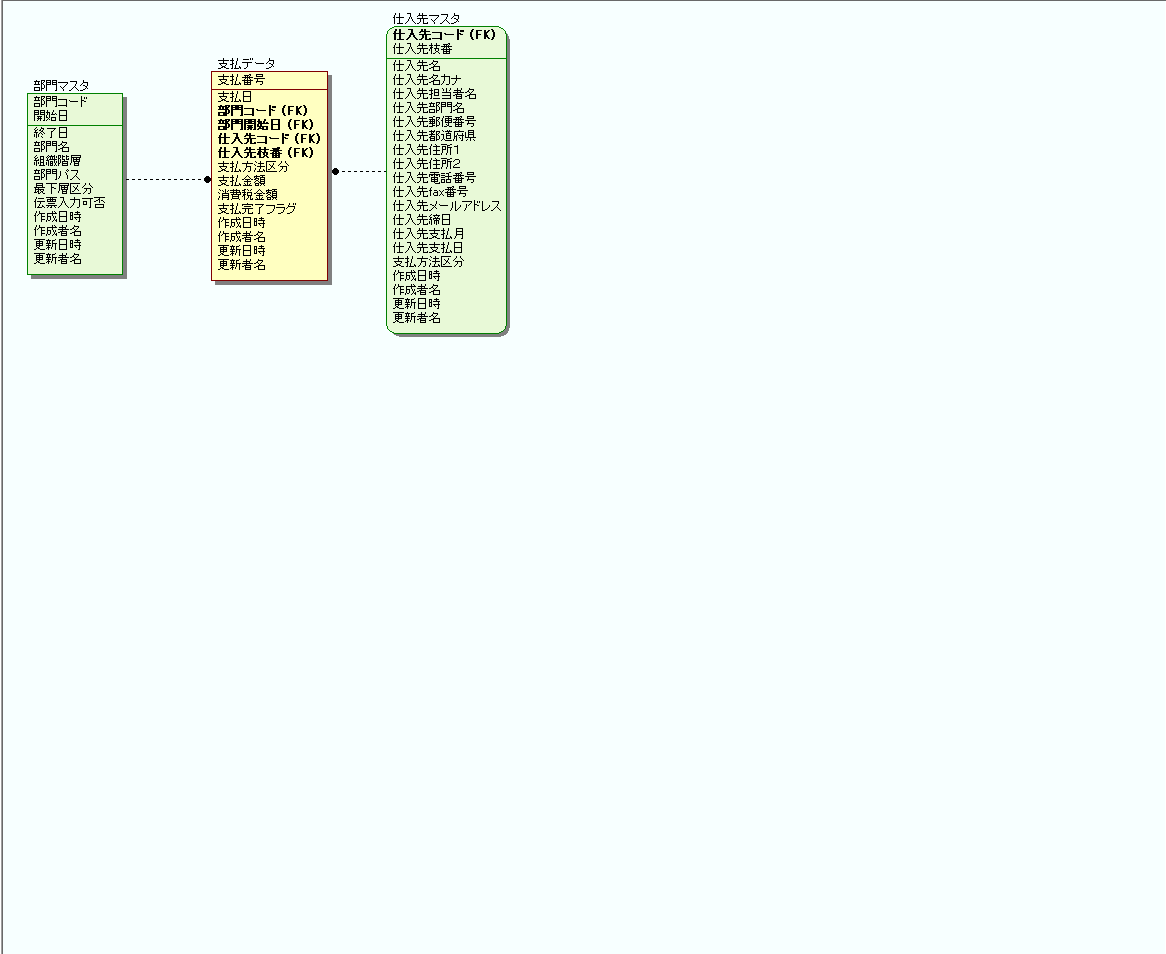 部門マスタ
部門コード
開始日
終了日
部門名
組織階層
部門パス
最下層区分
伝票入力可否
作成日時
作成者名
更新日時
更新者名
支払データ
支払番号
支払日
部門コード (FK)
部門開始日 (FK)
仕入先コード (FK)
仕入先枝番 (FK)
支払方法区分
支払金額
消費税金額
支払完了フラグ
作成日時
作成者名
更新日時
更新者名
仕入先マスタ
仕入先コード (FK)
仕入先枝番
仕入先名
仕入先名カナ
仕入先担当者名
仕入先部門名
仕入先郵便番号
仕入先都道府県
仕入先住所1
仕入先住所2
仕入先電話番号
仕入先fax番号
仕入先メールアドレス
仕入先締日
仕入先支払月
仕入先支払日
支払方法区分
作成日時
作成者名
更新日時
更新者名